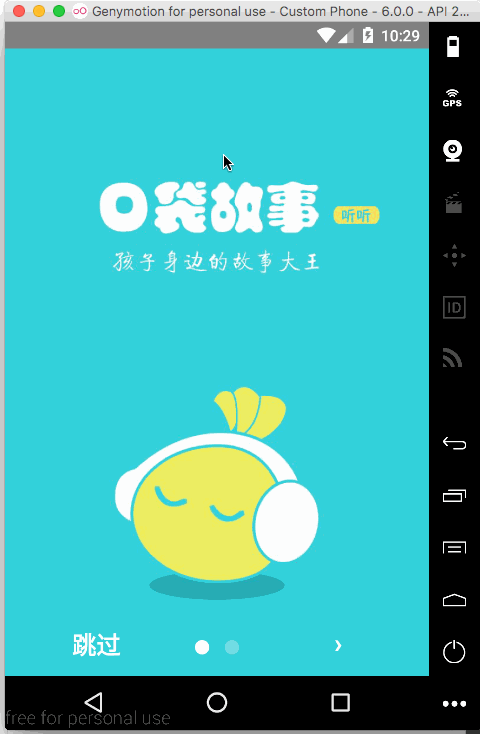 Genymotion for personal use - Custom Phone - 6.0.0 - API 2...
10:29
GPS
口袋故事
听听
孩子身边的故事大王
ID
跳过
free for personal use